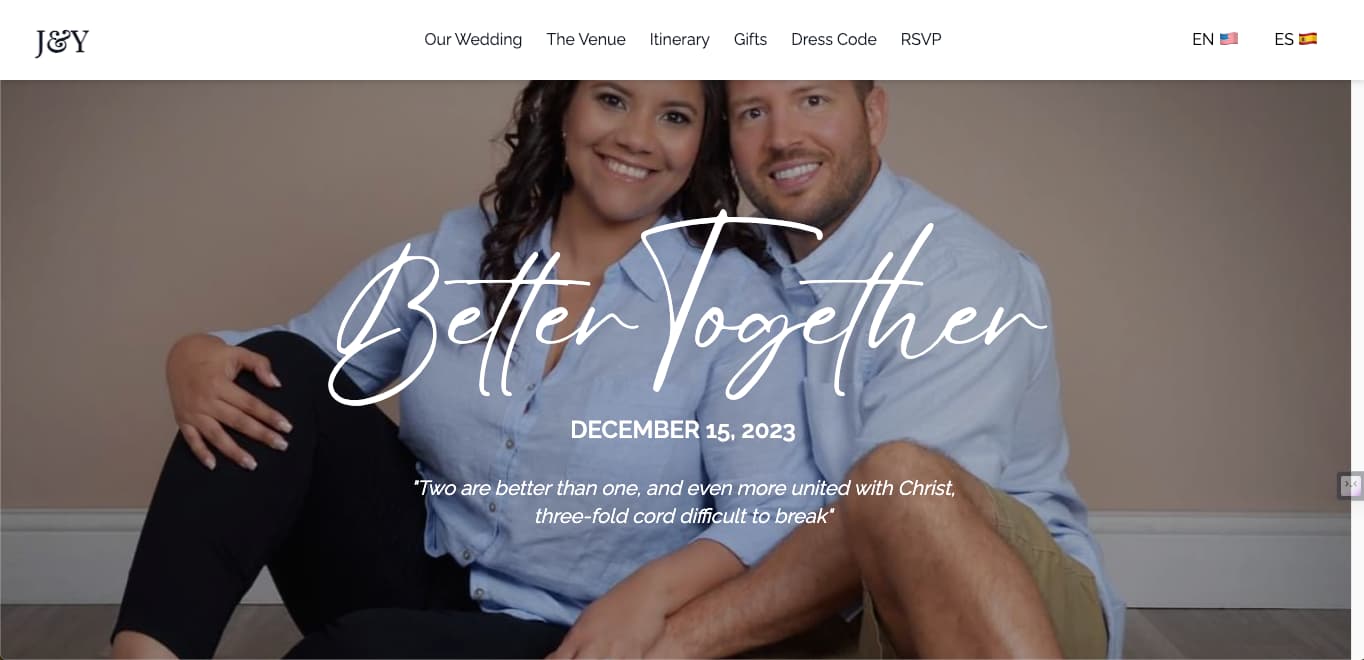 J&Y
Our Wedding The Venue Itinerary Gifts Dress Code RSVP
EN 🇺🇸 ES 🇪🇸
Better Together
DECEMBER 15, 2023
"Two are better than one, and even more united with Christ,
three-fold cord difficult to break"